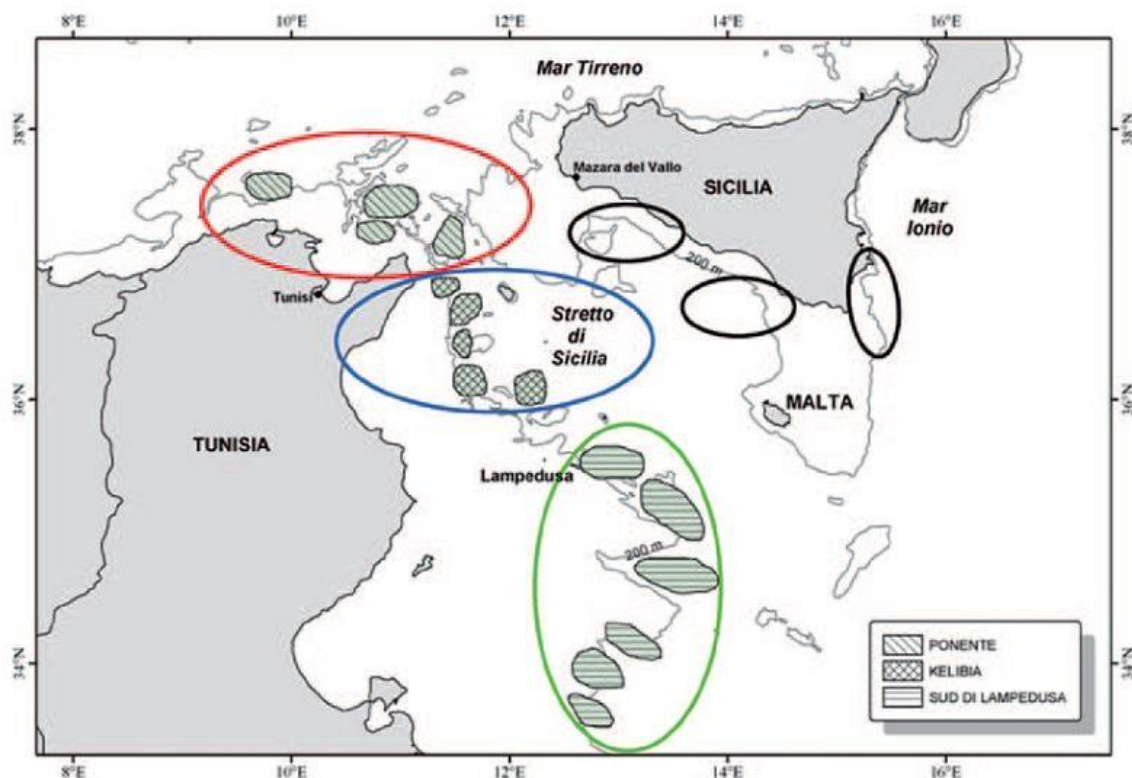 8°E 10°E 12°E 14°E 16°E
Mar Tirreno
38°N 38°N
Mazara del Vallo
SICILIA
Mar
Ionio
200 m
Tunisi
Stretto
di
Sicilia
36°N 36°N
MALTA
TUNISIA
Lampedusa
200 m
PONENTE
KELIBIA
SUD DI LAMPEDUSA
34°N 34°N
8°E 10°E 12°E 14°E 16°E